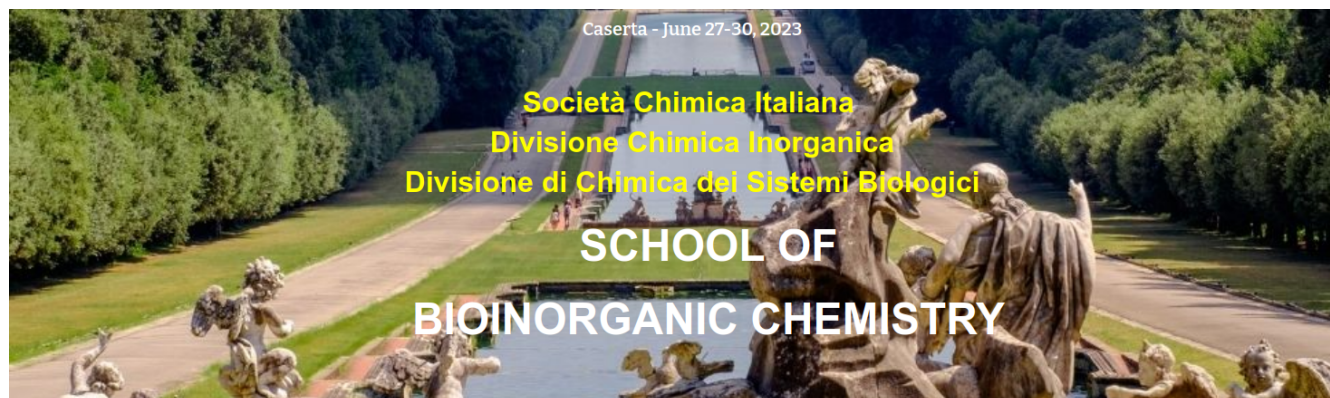 Caserta - June 27-30, 2023
Società Chimica Italiana
Divisione Chimica Inorganica
Divisione di Chimica dei Sistemi Biologici
SCHOOL OF
BIOINORGANIC CHEMISTRY